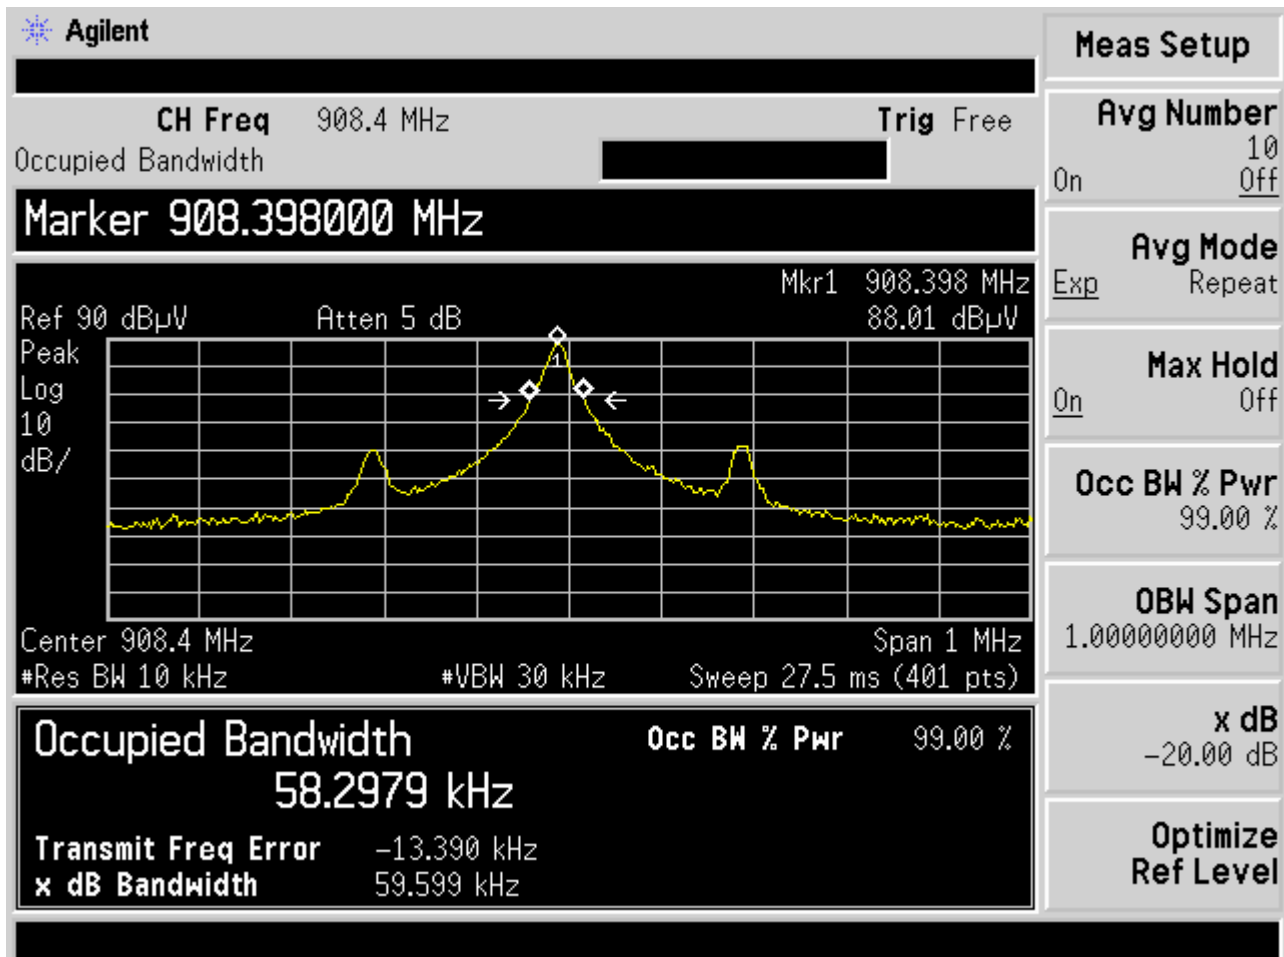 Agilent
CH Freq 908.4 MHz Trig Free
Occupied Bandwidth
Marker 908.398000 MHz
Mkr1 908.398 MHz
Ref 90 dBµV Atten 5 dB 88.01 dBµV
Peak
Log
10
dB/
1
Center 908.4 MHz Span 1 MHz
#Res BW 10 kHz #VBW 30 kHz Sweep 27.5 ms (401 pts)
Occupied Bandwidth Occ BW % Pwr 99.00 %
58.2979 kHz
Transmit Freq Error -13.390 kHz
x dB Bandwidth 59.599 kHz
Meas Setup
Avg Number
10
On Off
Avg Mode
Exp Repeat
Max Hold
On Off
Occ BW % Pwr
99.00 %
OBW Span
1.00000000 MHz
x dB
-20.00 dB
Optimize
Ref Level